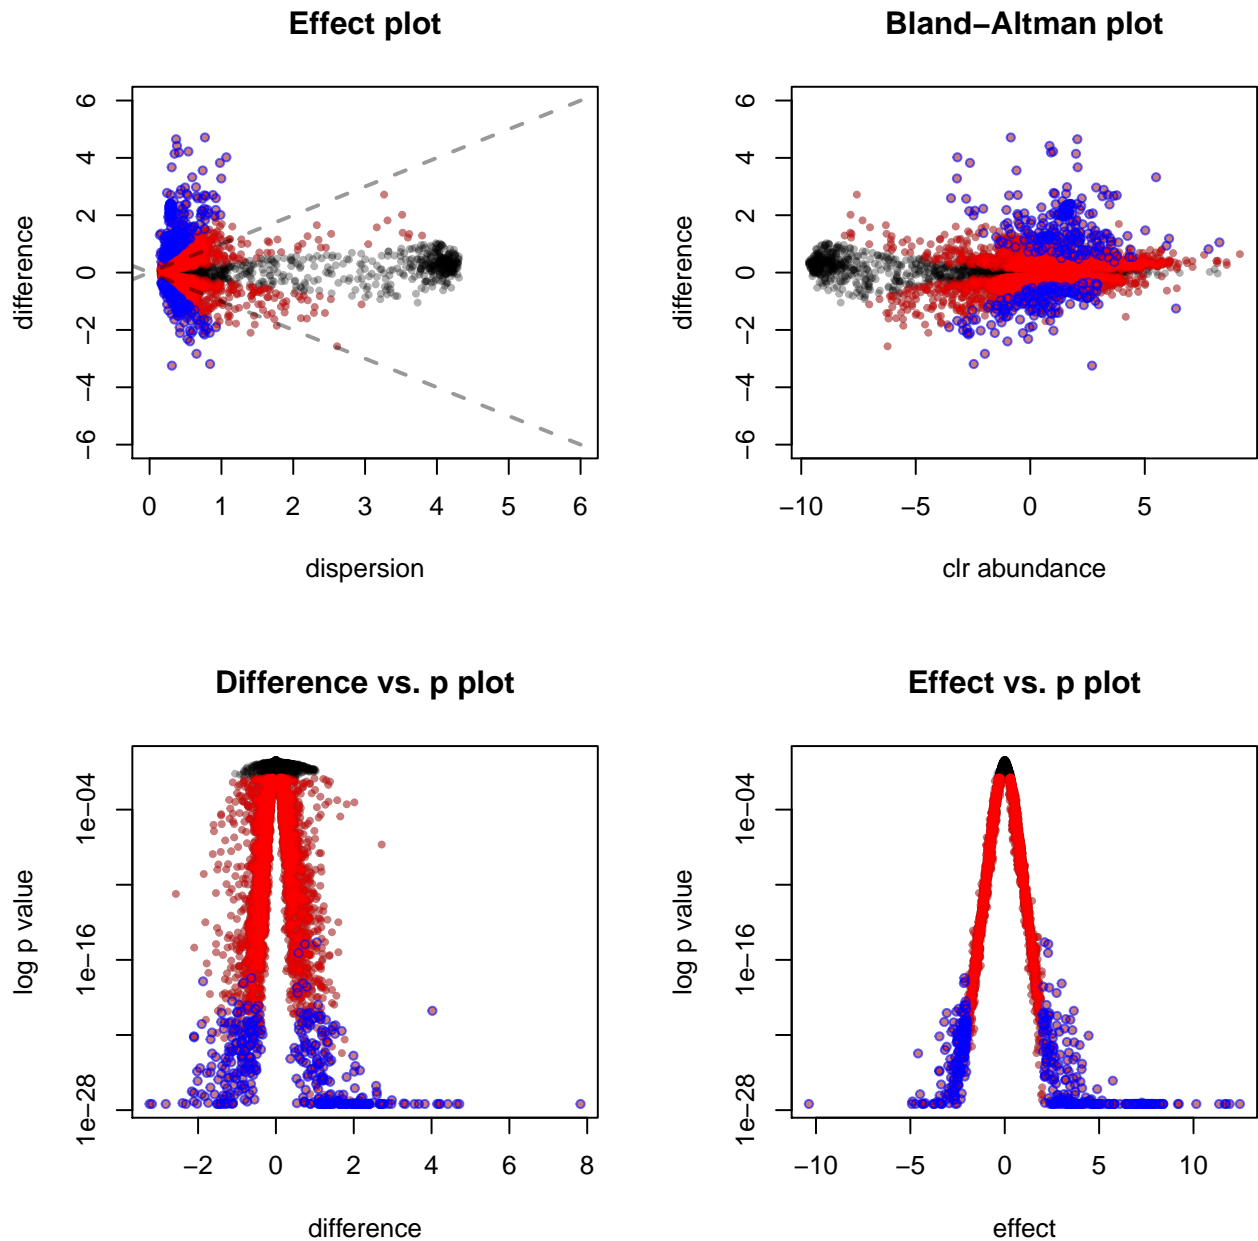 Effect plot
6
4
2
0
−2
−4
−6
difference
0 1 2 3 4 5 6
dispersion
Bland−Altman plot
6
4
2
0
−2
−4
−6
difference
−10 −5 0 5
clr abundance
Difference vs. p plot
1e−04
1e−16
1e−28
log p value
−2 0 2 4 6 8
difference
Effect vs. p plot
1e−04
1e−16
1e−28
log p value
−10 −5 0 5 10
effect